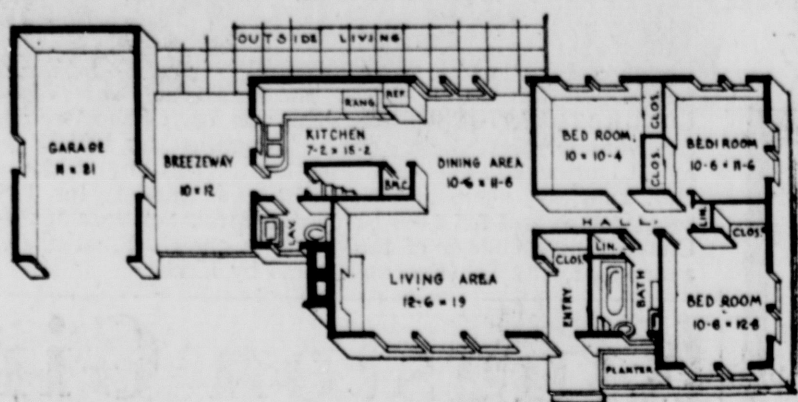 OUTSIDE LIVING
RANG.
REF.
CLOS.
GARAGE
11 x 21
BREEZEWAY
10 x 12
KITCHEN
7-2 x 15-2
DINING AREA
10-6 x 11-6
BED ROOM
10 x 10-4
CLOS.
BED ROOM
10-6 x 11-6
B.M.C.
LAV.
HALL
LIN.
CLOS.
LIVING AREA
12-6 x 19
CLOS.
LIN.
ENTRY
BATH
BED ROOM
10-8 x 12-8
PLANTER